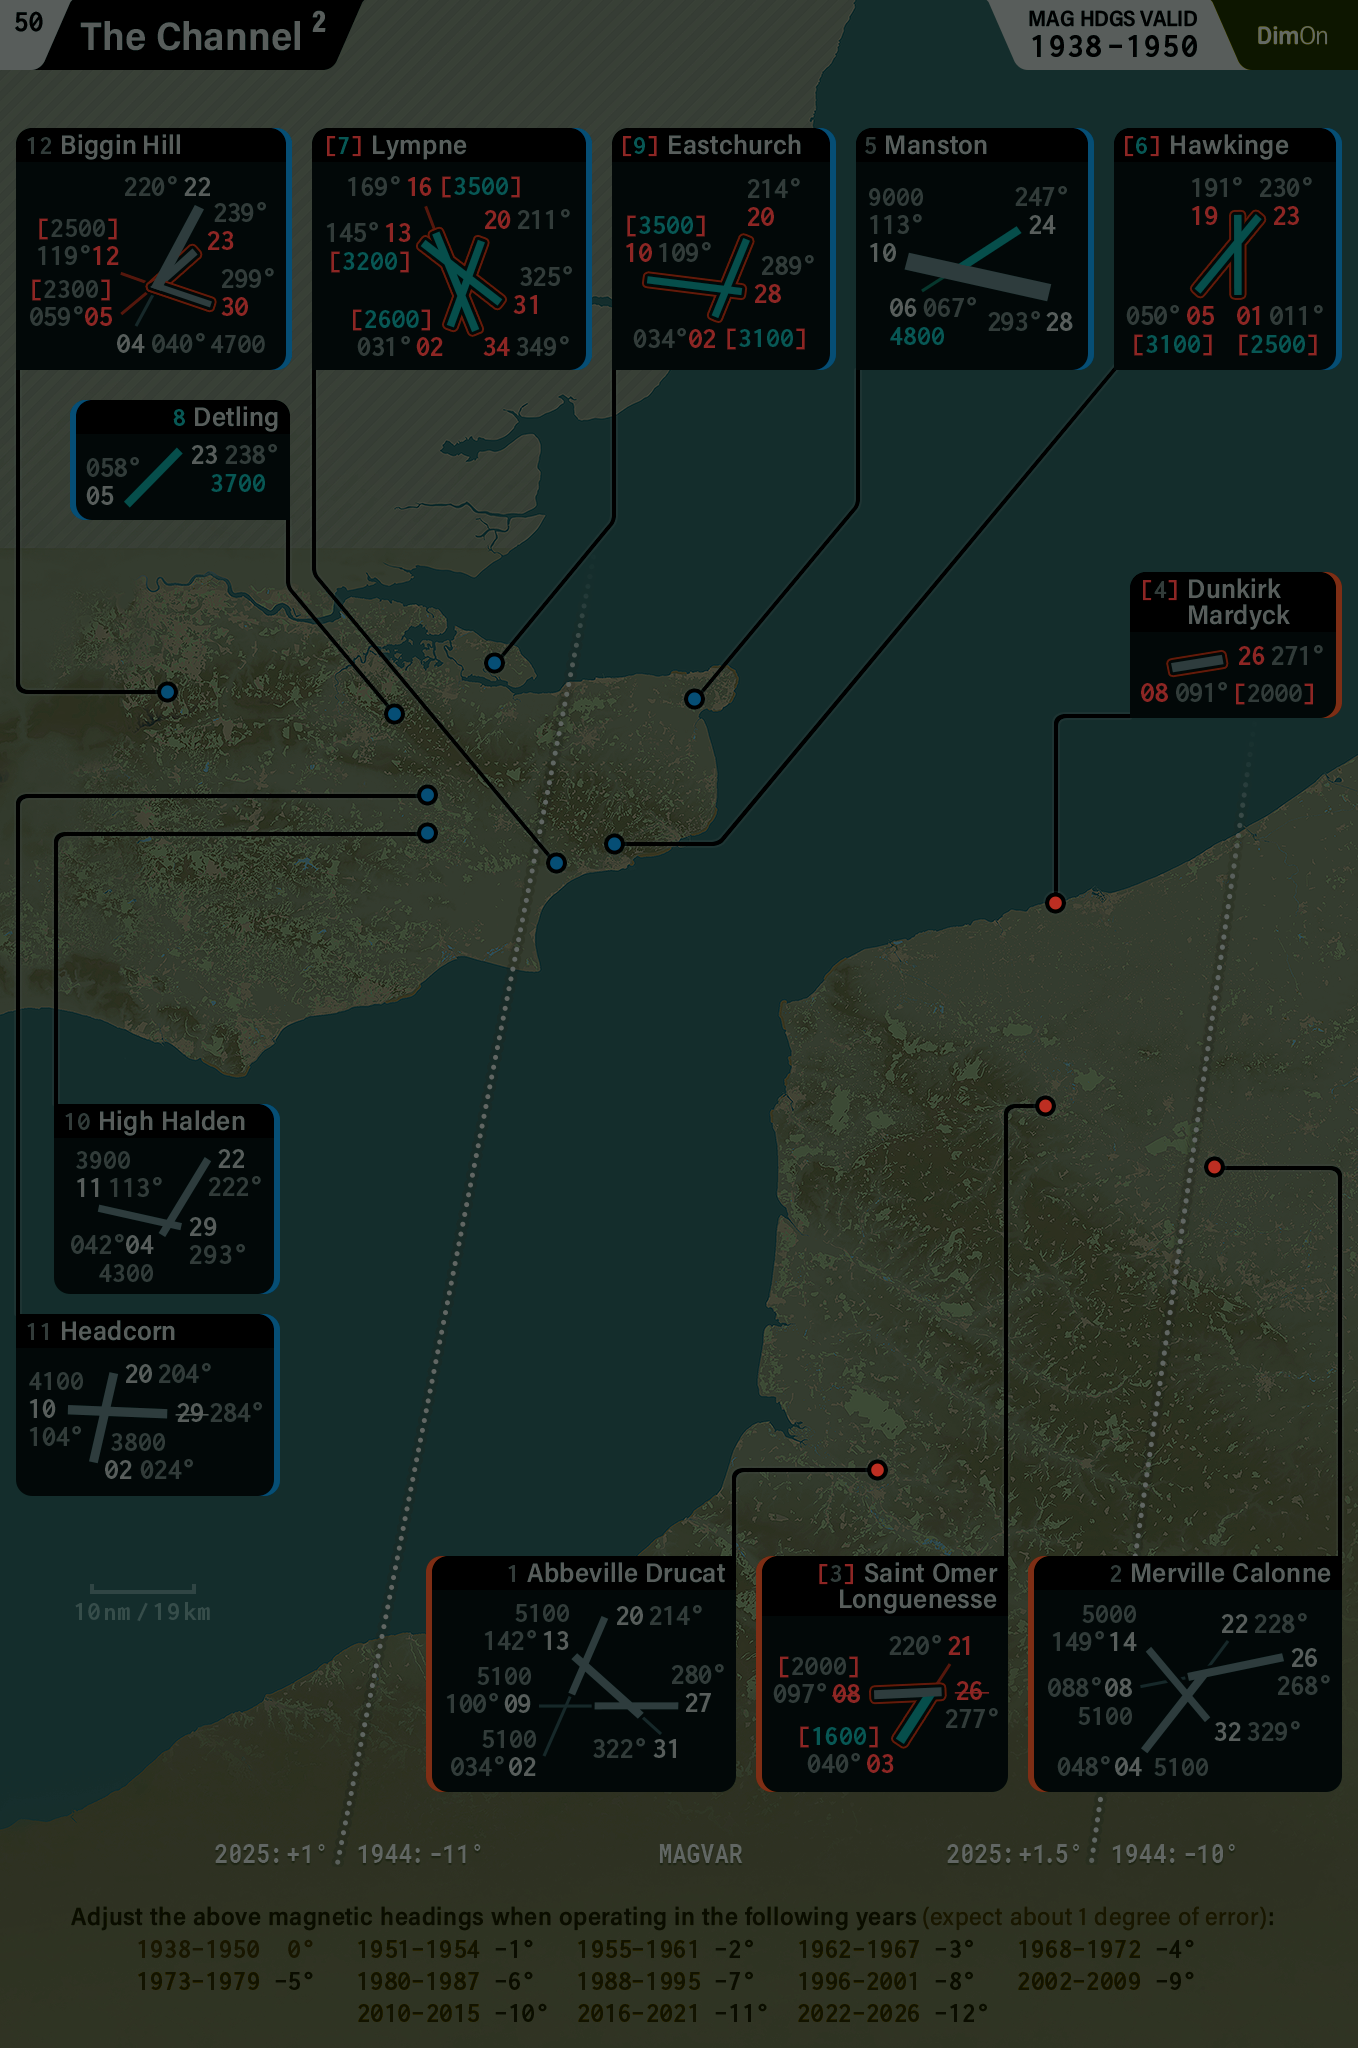 50 The Channel 2
MAG HDGS VALID
1938-1950
DimOn
12 Biggin Hill
220° 22
239°
23
[2500]
119° 12
299°
30
[2300]
059° 05
04 040° 4700
[7] Lympne
169° 16 [3500]
20 211°
145° 13
[3200]
325°
31
[2600]
031° 02
34 349°
[9] Eastchurch
214°
20
[3500]
10 109°
289°
28
034° 02 [3100]
5 Manston
9000
113°
10
247°
24
06 067°
4800
293° 28
[6] Hawkinge
191° 230°
19 23
050° 05 01 011°
[3100] [2500]
8 Detling
058°
05
23 238°
3700
[4] Dunkirk
Mardyck
26 271°
08 091° [2000]
10 High Halden
3900
11 113°
22
222°
29
293°
042° 04
4300
11 Headcorn
4100
10
104°
20 204°
29 284°
3800
02 024°
10nm/19km
1 Abbeville Drucat
5100
142° 13
20 214°
5100
100° 09
280°
27
5100
034° 02
322° 31
[3] Saint Omer
Longuenesse
220° 21
[2000]
097° 08
26
277°
[1600]
040° 03
2 Merville Calonne
5000
149° 14
22 228°
26
268°
088° 08
5100
32 329°
048° 04 5100
2025: +1° 1944: -11° MAGVAR 2025: +1.5° 1944: -10°
Adjust the above magnetic headings when operating in the following years (expect about 1 degree of error):
1938-1950 0° 1951-1954 -1° 1955-1961 -2° 1962-1967 -3° 1968-1972 -4°
1973-1979 -5° 1980-1987 -6° 1988-1995 -7° 1996-2001 -8° 2002-2009 -9°
2010-2015 -10° 2016-2021 -11° 2022-2026 -12°